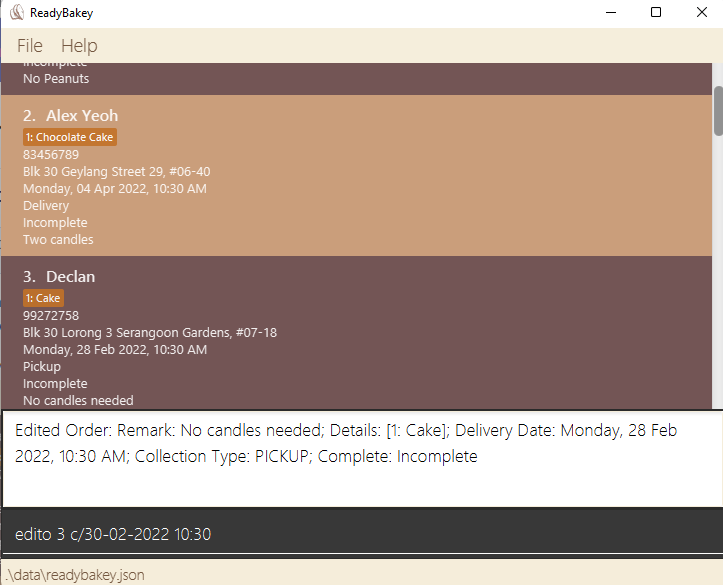 ReadyBakey
File Help
Incomplete
No Peanuts
2. Alex Yeoh
1: Chocolate Cake
83456789
Blk 30 Geylang Street 29, #06-40
Monday, 04 Apr 2022, 10:30 AM
Delivery
Incomplete
Two candles
3. Declan
1: Cake
99272758
Blk 30 Lorong 3 Serangoon Gardens, #07-18
Monday, 28 Feb 2022, 10:30 AM
Pickup
Incomplete
No candles needed
Edited Order: Remark: No candles needed; Details: [1: Cake]; Delivery Date: Monday, 28 Feb
2022, 10:30 AM; Collection Type: PICKUP; Complete: Incomplete
edito 3 c/30-02-2022 10:30
.\data\readybakey.json